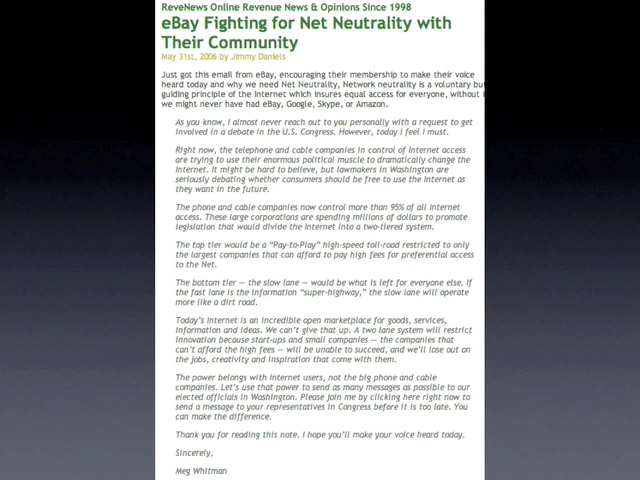 ReveNews Online Revenue News & Opinions Since 1998
eBay Fighting for Net Neutrality with
Their Community
May 31st, 2006 by Jimmy Daniels
Just got this email from eBay, encouraging their membership to make their voice
heard today and why we need Net Neutrality, Network neutrality is a voluntary but
guiding principle of the Internet which insures equal access for everyone, without
we might never have had eBay, Google, Skype, or Amazon.
As you know, I almost never reach out to you personally with a request to get
involved in a debate in the U.S. Congress. However, today I feel I must.
Right now, the telephone and cable companies in control of Internet access
are trying to use their enormous political muscle to dramatically change the
Internet. It might be hard to believe, but lawmakers in Washington are
seriously debating whether consumers should be free to use the Internet as
they want in the future.
The phone and cable companies now control more than 95% of all Internet
access. These large corporations are spending millions of dollars to promote
legislation that would divide the Internet into a two-tiered system.
The top tier would be a "Pay-to-Play" high-speed toll-road restricted to only
the largest companies that can afford to pay high fees for preferential access
to the Net.
The bottom tier — the slow lane — would be what is left for everyone else. If
the fast lane is the information "super-highway," the slow lane will operate
more like a dirt road.
Today's Internet is an incredible open marketplace for goods, services,
information and ideas. We can't give that up. A two lane system will restrict
innovation because start-ups and small companies — the companies that
can't afford the high fees — will be unable to succeed, and we'll lose out on
the jobs, creativity and inspiration that come with them.
The power belongs with Internet users, not the big phone and cable
companies. Let's use that power to send as many messages as possible to our
elected officials in Washington. Please join me by clicking here right now to
send a message to your representatives in Congress before it is too late. You
can make the difference.
Thank you for reading this note. I hope you'll make your voice heard today.
Sincerely,
Meg Whitman